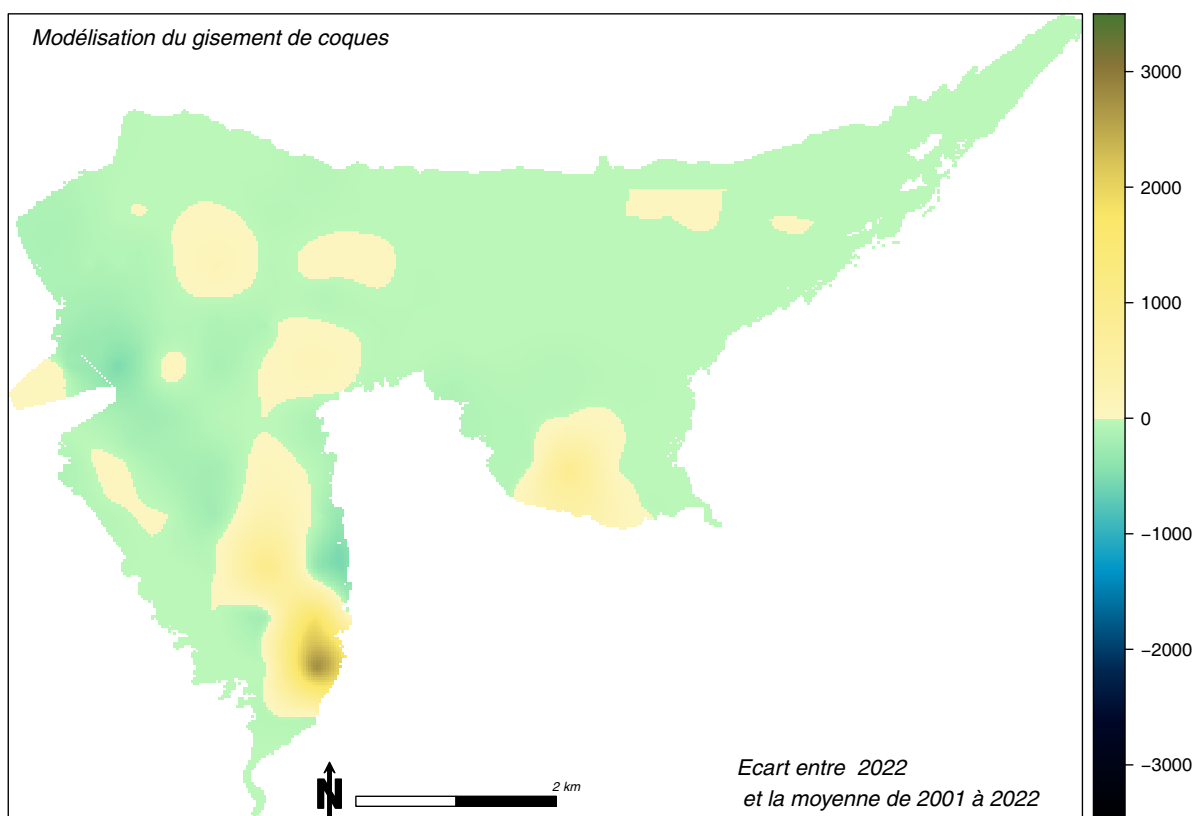 Modélisation du gisement de coques
3000
2000
1000
0
−1000
−2000
−3000
Ecart entre 2022
et la moyenne de 2001 à 2022
N
2 km